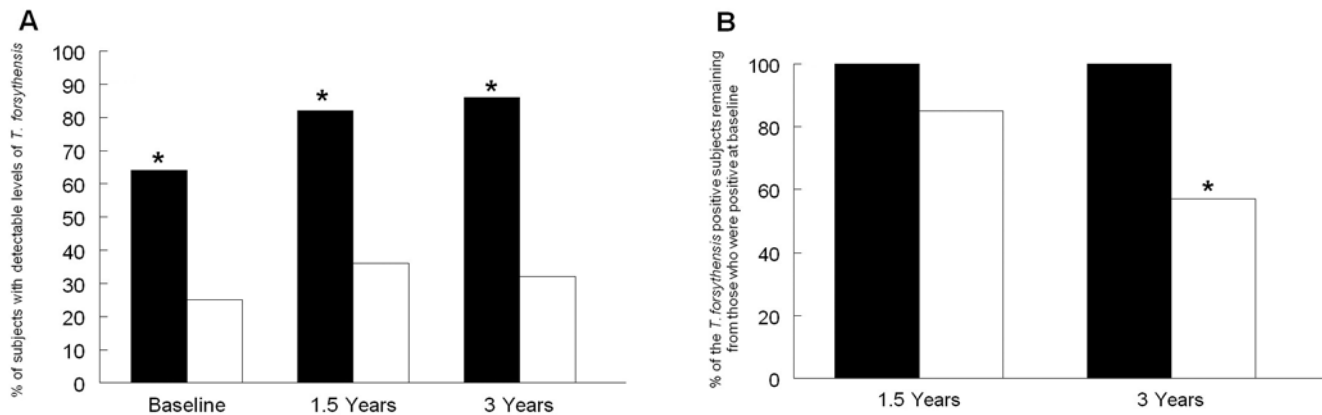 A
% of subjects with detectable levels of T. forsythensis
100
90
80
70
60
50
40
30
20
10
0
*
*
*
Baseline
1.5 Years
3 Years
B
% of the T. forsythensis positive subjects remaining
from those who were positive at baseline
100
80
60
40
20
0
*
1.5 Years
3 Years